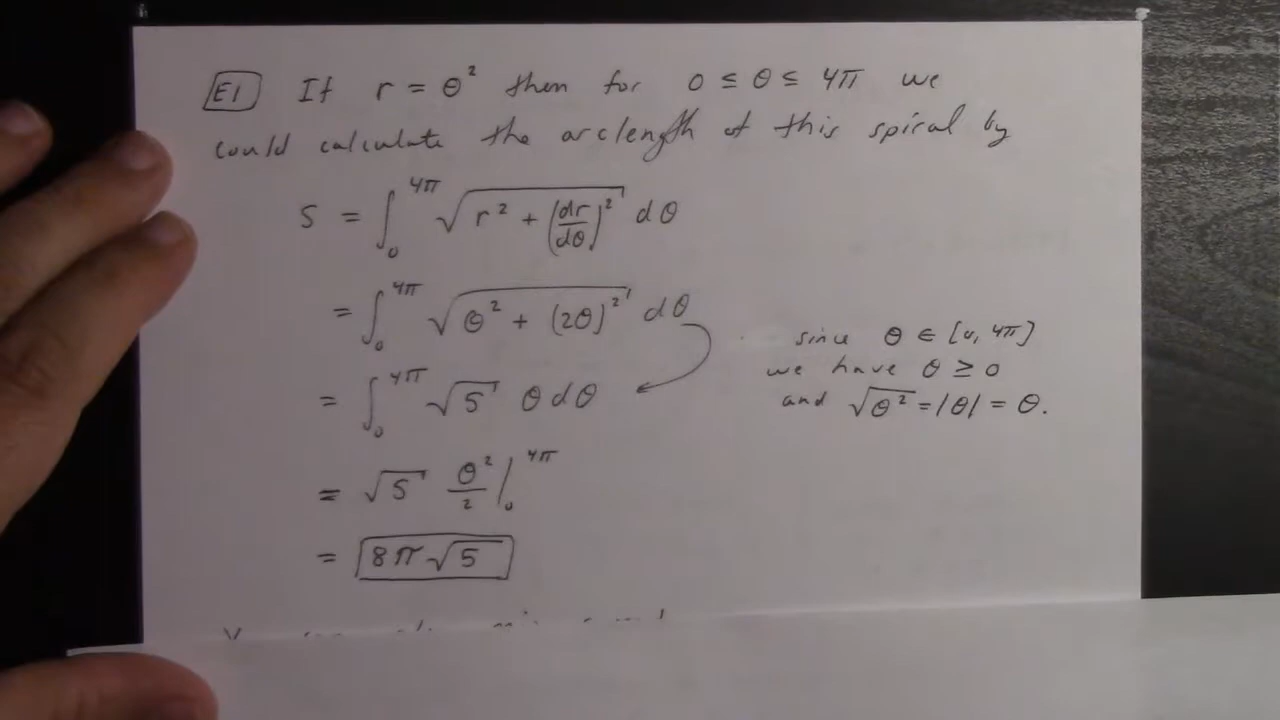 E1 If r = θ² then for 0 ≤ θ ≤ 4π we
could calculate the arclength of this spiral by
S = ∫₀^4π √(r² + (dr/dθ)²) dθ
= ∫₀^4π √(θ² + (2θ)²) dθ
since θ ∈ [0, 4π]
we have θ ≥ 0
and √θ² = |θ| = θ.
= ∫₀^4π √5 θ dθ
= √5 θ²/2 |₀^4π
= 8π√5